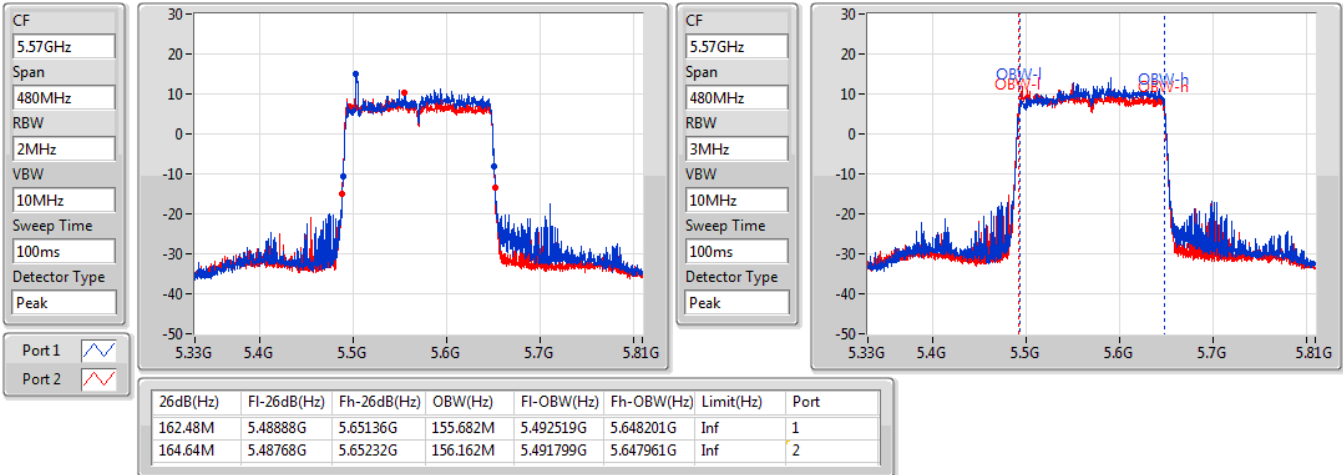 CF
5.57GHz
Span
480MHz
RBW
2MHz
VBW
10MHz
Sweep Time
100ms
Detector Type
Peak
Port 1
Port 2
30
20
10
0
-10
-20
-30
-40
-50
5.33G 5.4G 5.5G 5.6G 5.7G 5.81G
CF
5.57GHz
Span
480MHz
RBW
3MHz
VBW
10MHz
Sweep Time
100ms
Detector Type
Peak
30
20
10
0
-10
-20
-30
-40
-50
OBW-l OBW-h
OBW-l OBW-h
5.33G 5.4G 5.5G 5.6G 5.7G 5.81G
26dB(Hz) Fl-26dB(Hz) Fh-26dB(Hz) OBW(Hz) Fl-OBW(Hz) Fh-OBW(Hz) Limit(Hz) Port
162.48M 5.48888G 5.65136G 155.682M 5.492519G 5.648201G Inf 1
164.64M 5.48768G 5.65232G 156.162M 5.491799G 5.647961G Inf 2